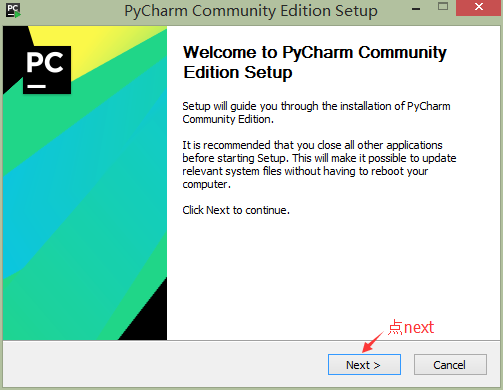 PC
PyCharm Community Edition Setup
PC
Welcome to PyCharm Community
Edition Setup
Setup will guide you through the installation of PyCharm
Community Edition.
It is recommended that you close all other applications
before starting Setup. This will make it possible to update
relevant system files without having to reboot your
computer.
Click Next to continue.
点next
Next >
Cancel